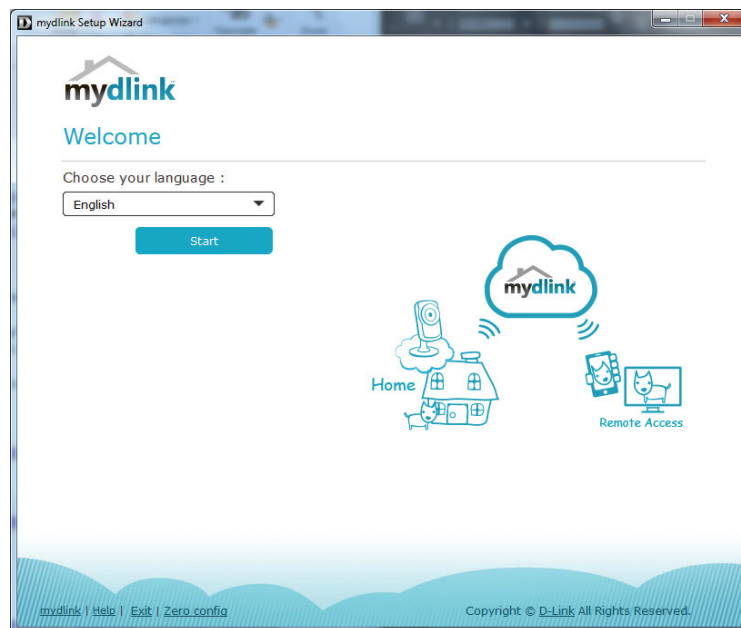 mydlink Setup Wizard
mydlink
Welcome
Choose your language :
English
Start
mydlink
Home
Remote Access
mydlink | Help | Exit | Zero config
Copyright © D-Link All Rights Reserved.